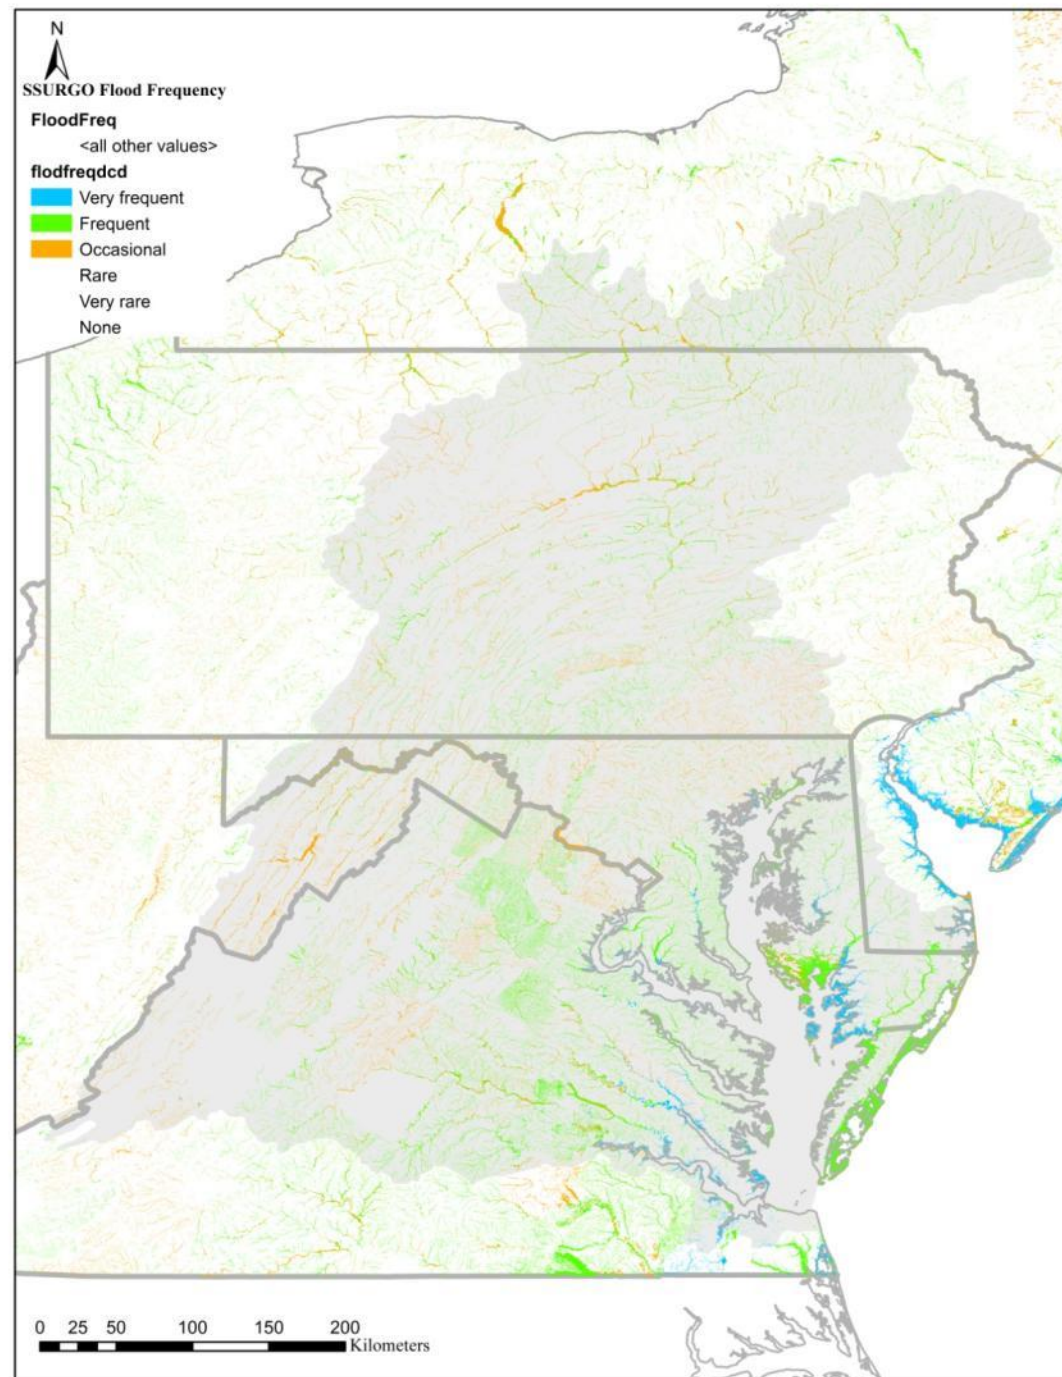 N
SSURGO Flood Frequency
FloodFreq
<all other values>
flodfreqdcd
Very frequent
Frequent
Occasional
Rare
Very rare
None
0 25 50 100 150 200
Kilometers